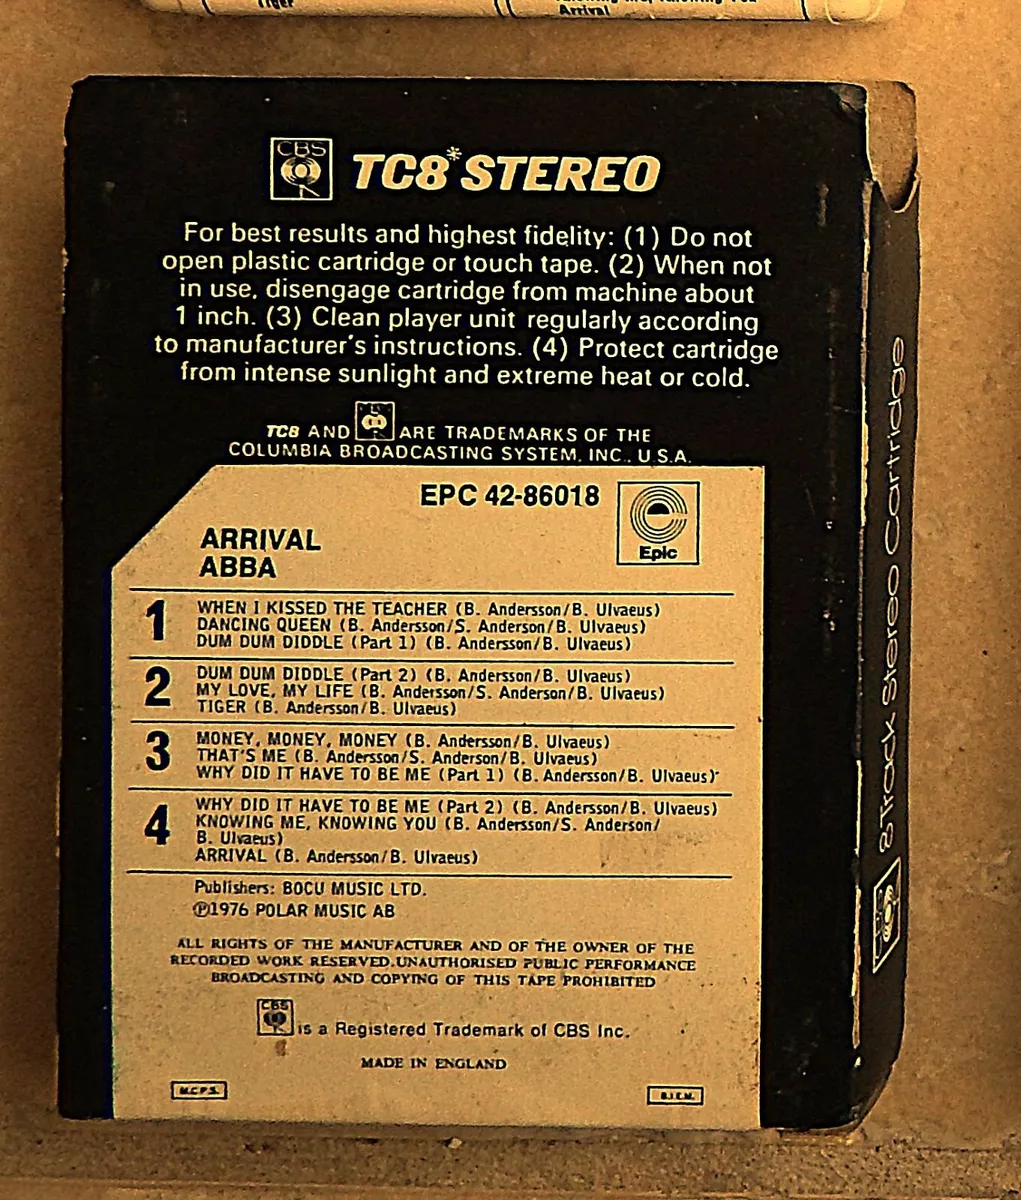 Tiger
Arrival
CBS TC8* STEREO
For best results and highest fidelity: (1) Do not
open plastic cartridge or touch tape. (2) When not
in use, disengage cartridge from machine about
1 inch. (3) Clean player unit regularly according
to manufacturer's instructions. (4) Protect cartridge
from intense sunlight and extreme heat or cold.
TC8 AND ARE TRADEMARKS OF THE
COLUMBIA BROADCASTING SYSTEM, INC., U.S.A.
EPC 42-86018
Epic
ARRIVAL
ABBA
1
WHEN I KISSED THE TEACHER (B. Andersson/B. Ulvaeus)
DANCING QUEEN (B. Andersson/S. Anderson/B. Ulvaeus)
DUM DUM DIDDLE (Part 1) (B. Andersson/B. Ulvaeus)
2
DUM DUM DIDDLE (Part 2) (B. Andersson/B. Ulvaeus)
MY LOVE, MY LIFE (B. Andersson/S. Anderson/B. Ulvaeus)
TIGER (B. Andersson/B. Ulvaeus)
3
MONEY, MONEY, MONEY (B. Andersson/B. Ulvaeus)
THAT'S ME (B. Andersson/S. Anderson/B. Ulvaeus)
WHY DID IT HAVE TO BE ME (Part 1) (B. Andersson/B. Ulvaeus)
4
WHY DID IT HAVE TO BE ME (Part 2) (B. Andersson/B. Ulvaeus)
KNOWING ME, KNOWING YOU (B. Andersson/S. Anderson/
B. Ulvaeus)
ARRIVAL (B. Andersson/B. Ulvaeus)
Publishers: BOCU MUSIC LTD.
Ⓟ1976 POLAR MUSIC AB
ALL RIGHTS OF THE MANUFACTURER AND OF THE OWNER OF THE
RECORDED WORK RESERVED.UNAUTHORISED PUBLIC PERFORMANCE
BROADCASTING AND COPYING OF THIS TAPE PROHIBITED
CBS is a Registered Trademark of CBS Inc.
MADE IN ENGLAND
M.C.P.S.
B.I.E.M.
CBS 8 Track Stereo Cartridge